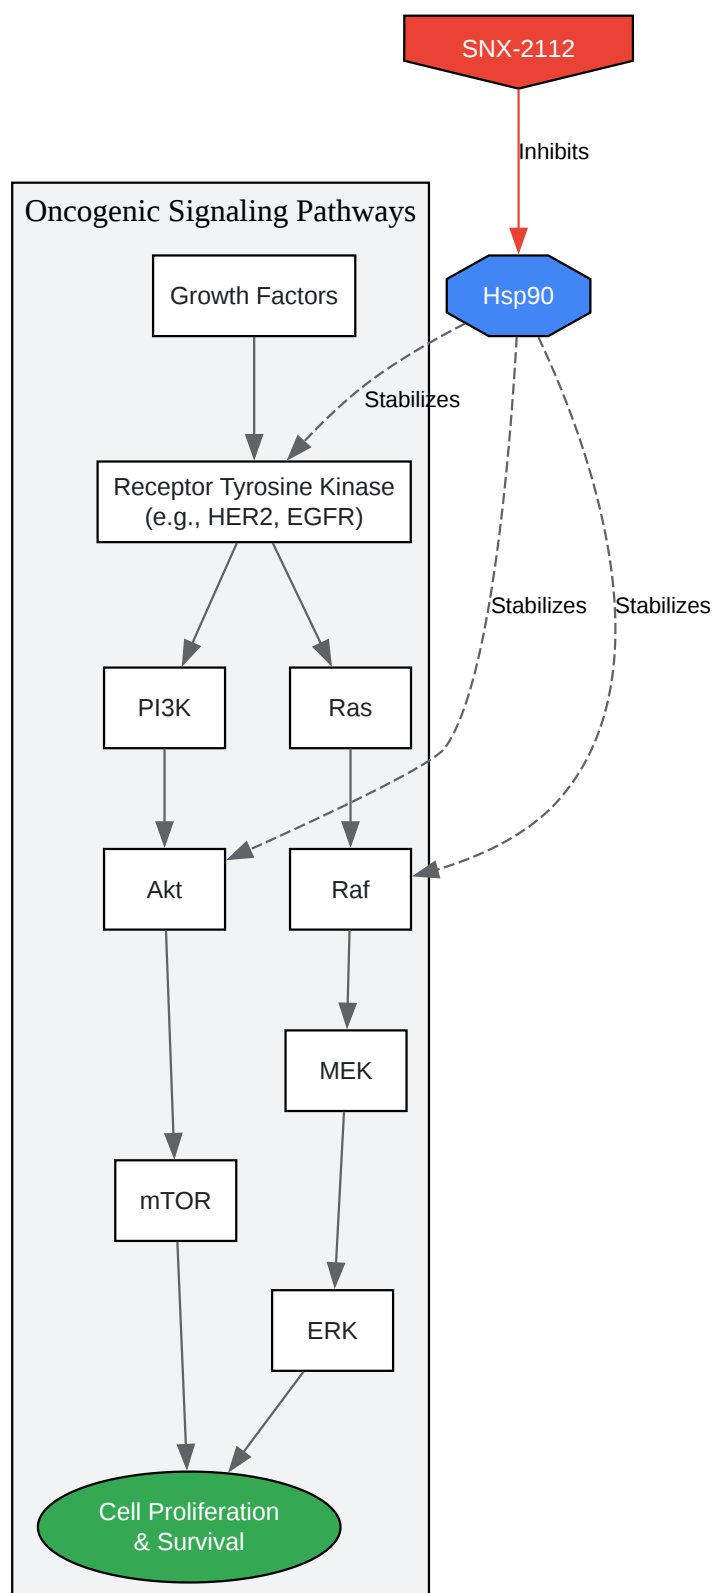 SNX-2112
Inhibits
Oncogenic Signaling Pathways
Growth Factors
Hsp90
Stabilizes
Receptor Tyrosine Kinase
(e.g., HER2, EGFR)
Stabilizes
Stabilizes
PI3K
Ras
Akt
Raf
MEK
mTOR
ERK
Cell Proliferation
& Survival